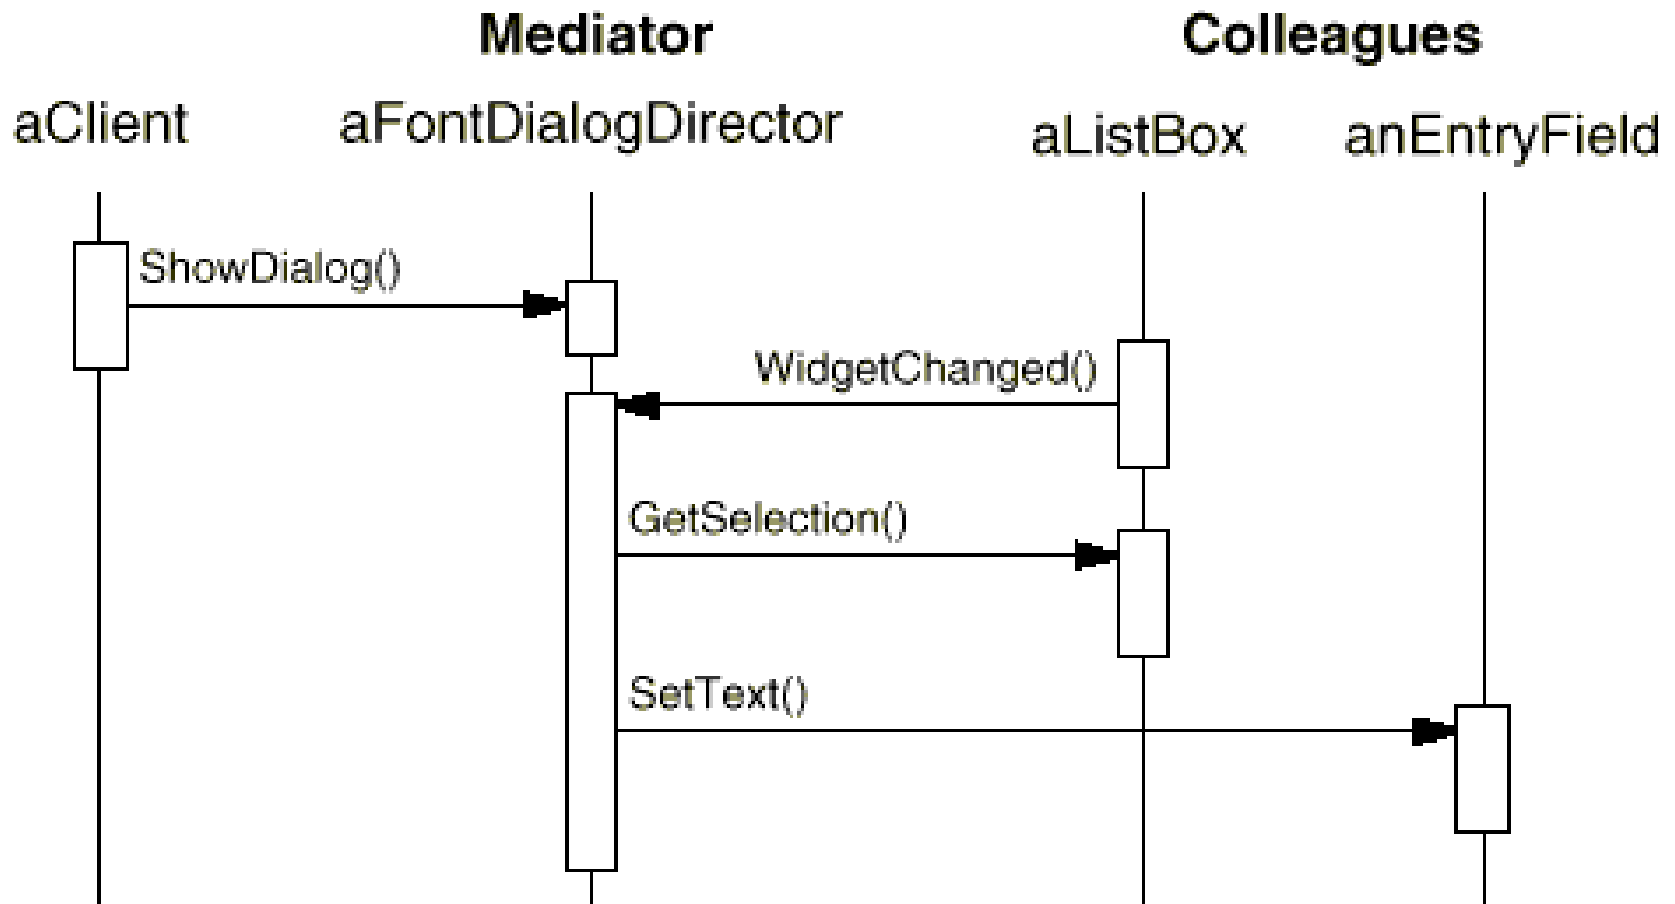 Mediator Colleagues
aClient aFontDialogDirector aListBox anEntryField
ShowDialog()
WidgetChanged()
GetSelection()
SetText()